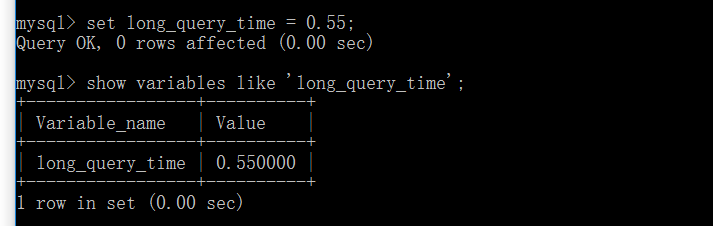 mysql> set long_query_time = 0.55;
Query OK, 0 rows affected (0.00 sec)
mysql> show variables like 'long_query_time';
+-----------------+----------+
| Variable_name   | Value    |
+-----------------+----------+
| long_query_time | 0.550000 |
+-----------------+----------+
1 row in set (0.00 sec)